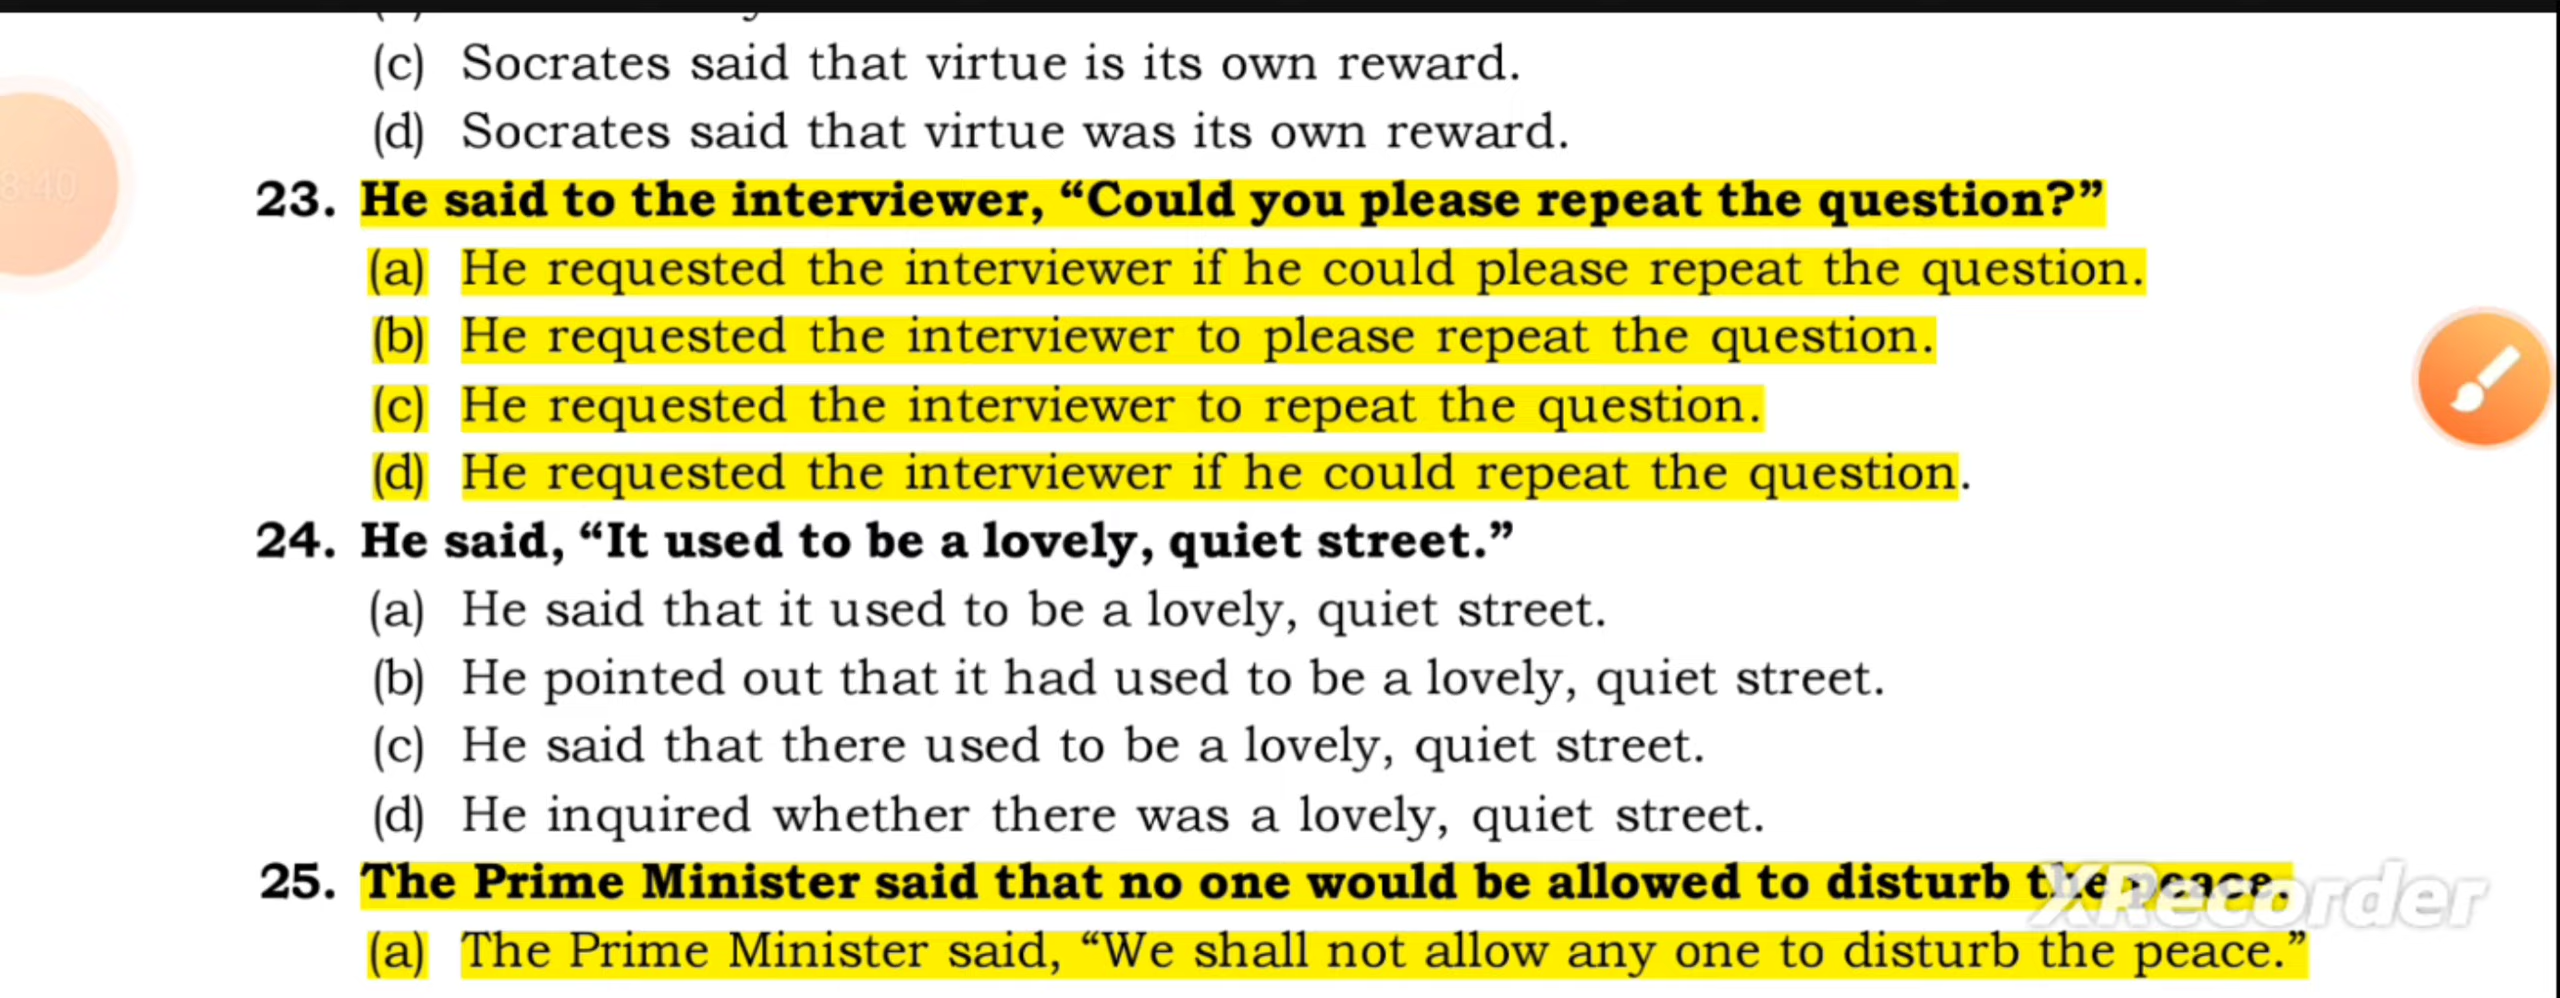 (c) Socrates said that virtue is its own reward.
(d) Socrates said that virtue was its own reward.
8:40
23. He said to the interviewer, “Could you please repeat the question?”
(a) He requested the interviewer if he could please repeat the question.
(b) He requested the interviewer to please repeat the question.
(c) He requested the interviewer to repeat the question.
(d) He requested the interviewer if he could repeat the question.
24. He said, “It used to be a lovely, quiet street.”
(a) He said that it used to be a lovely, quiet street.
(b) He pointed out that it had used to be a lovely, quiet street.
(c) He said that there used to be a lovely, quiet street.
(d) He inquired whether there was a lovely, quiet street.
25. The Prime Minister said that no one would be allowed to disturb the peace.
XRecorder
(a) The Prime Minister said, “We shall not allow any one to disturb the peace.”